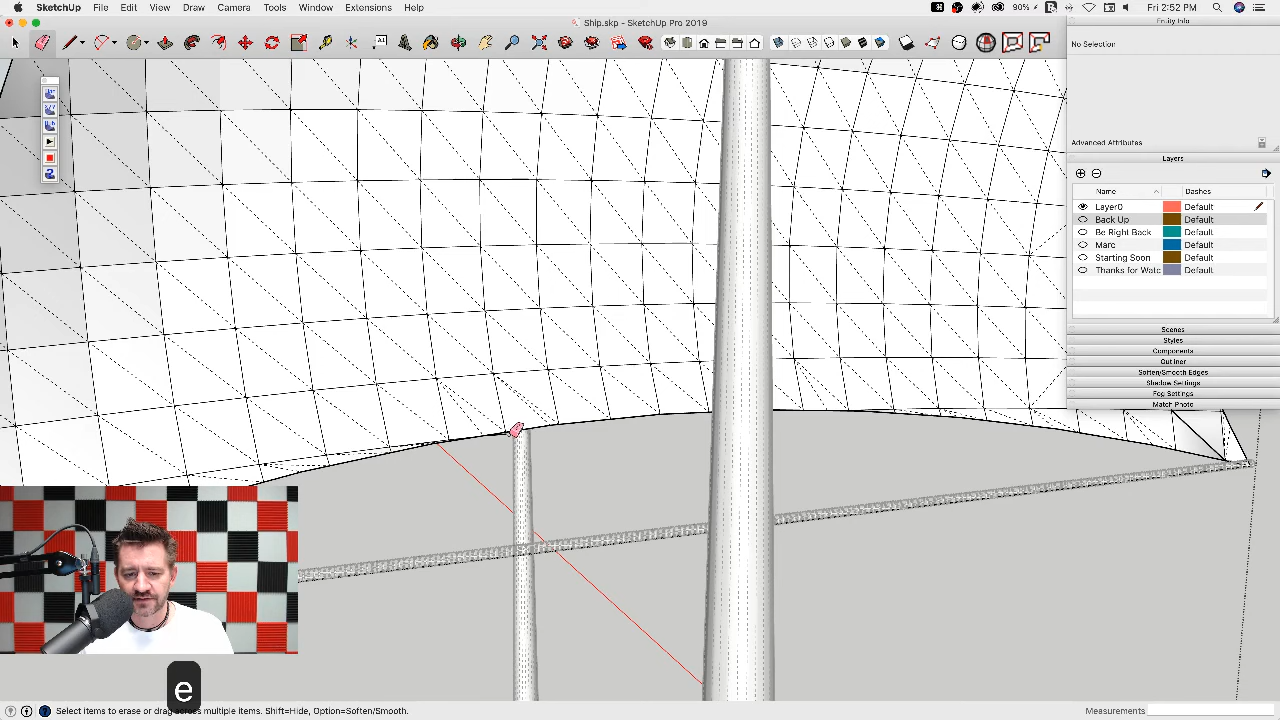 SketchUp File Edit View Draw Camera Tools Window Extensions Help
90% Fri 2:52 PM
Ship.skp - SketchUp Pro 2019
Entity Info
No Selection
Advanced Attributes
Layers
Name Dashes
Layer0 Default
Back Up Default
Be Right Back Default
Marc Default
Starting Soon Default
Thanks for Watc Default
Scenes
Styles
Components
Outliner
Soften/Smooth Edges
Shadow Settings
Fog Settings
Match Photo
e
Select items to erase or drag across multiple items. Shift=Hide, Option=Soften/Smooth.
Measurements